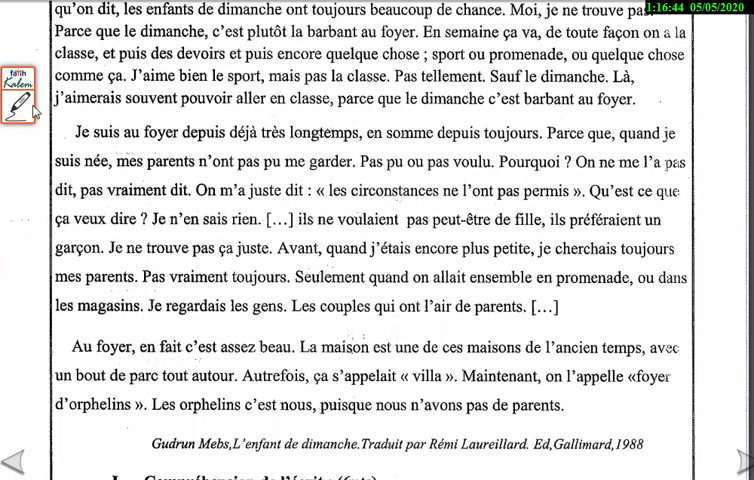 qu'on dit, les enfants de dimanche ont toujours beaucoup de chance. Moi, je ne trouve pas.
1:16:44 05/05/2020
Parce que le dimanche, c'est plutôt la barbant au foyer. En semaine ça va, de toute façon on a la
classe, et puis des devoirs et puis encore quelque chose ; sport ou promenade, ou quelque chose
comme ça. J'aime bien le sport, mais pas la classe. Pas tellement. Sauf le dimanche. Là,
j'aimerais souvent pouvoir aller en classe, parce que le dimanche c'est barbant au foyer.
fatih
Kalem
Je suis au foyer depuis déjà très longtemps, en somme depuis toujours. Parce que, quand je
suis née, mes parents n'ont pas pu me garder. Pas pu ou pas voulu. Pourquoi ? On ne me l'a pas
dit, pas vraiment dit. On m'a juste dit : « les circonstances ne l'ont pas permis ». Qu'est ce que
ça veux dire ? Je n'en sais rien. […] ils ne voulaient pas peut-être de fille, ils préféraient un
garçon. Je ne trouve pas ça juste. Avant, quand j'étais encore plus petite, je cherchais toujours
mes parents. Pas vraiment toujours. Seulement quand on allait ensemble en promenade, ou dans
les magasins. Je regardais les gens. Les couples qui ont l'air de parents. […]
Au foyer, en fait c'est assez beau. La maison est une de ces maisons de l'ancien temps, avec
un bout de parc tout autour. Autrefois, ça s'appelait « villa ». Maintenant, on l'appelle «foyer
d'orphelins ». Les orphelins c'est nous, puisque nous n'avons pas de parents.
Gudrun Mebs,L'enfant de dimanche.Traduit par Rémi Laureillard. Ed,Gallimard,1988